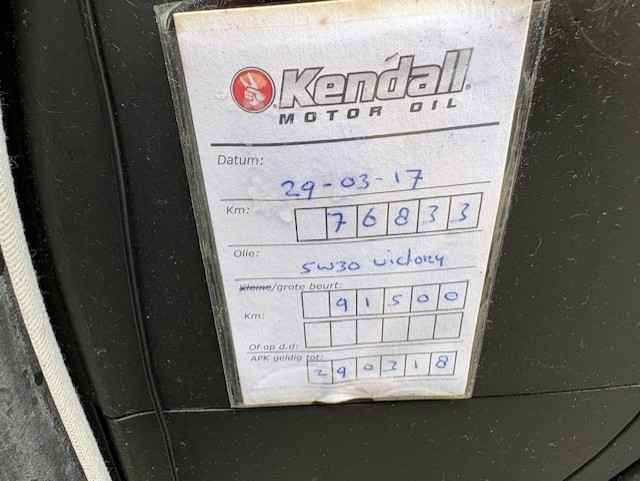 Kendall
MOTOR OIL
Datum:
29-03-17
Km: 76833
Olie:
5W30 victory
Kleine/grote beurt:
Km: 91500
Of op d.d:
APK geldig tot:
290318